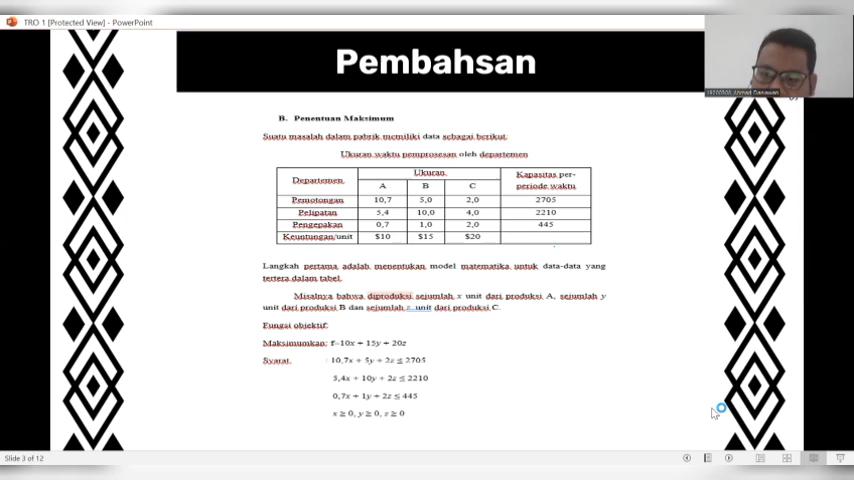 TRO 1 [Protected View] - PowerPoint
Pembahsan
B. Penentuan Maksimum
Suatu masalah dalam pabrik memiliki data sebagai berikut:
Ukuran waktu pemprosesan oleh departemen
Departemen Ukuran Kapasitas per-periode waktu
A B C
Pemotongan 10,7 5,0 2,0 2705
Pelipatan 5,4 10,0 4,0 2210
Pengepakan 0,7 1,0 2,0 445
Keuntungan/unit $10 $15 $20
Langkah pertama adalah menentukan model matematika untuk data-data yang
tertera dalam tabel.
Misalnya bahwa diproduksi sejumlah x unit dari produksi A, sejumlah y
unit dari produksi B dan sejumlah z unit dari produksi C.
Fungsi objektif:
Maksimumkan: f=10x + 15y + 20z
Syarat : 10,7x + 5y + 2z ≤ 2705
5,4x + 10y + 2z ≤ 2210
0,7x + 1y + 2z ≤ 445
x ≥ 0, y ≥ 0, z ≥ 0
Slide 3 of 12